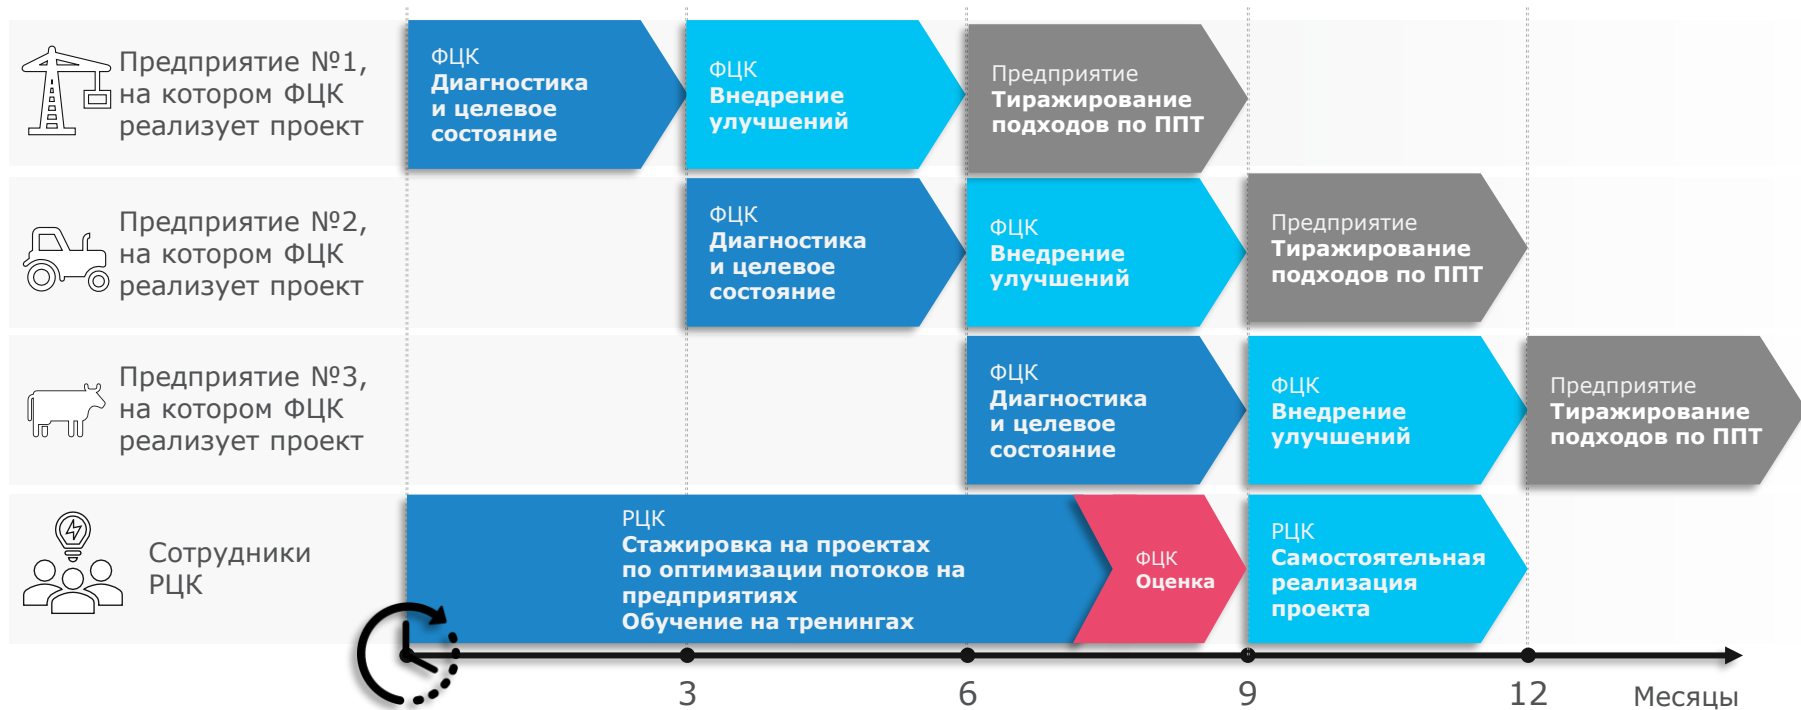 Предприятие №1,
на котором ФЦК
реализует проект
ФЦК
Диагностика
и целевое
состояние
ФЦК
Внедрение
улучшений
Предприятие
Тиражирование
подходов по ППТ
Предприятие №2,
на котором ФЦК
реализует проект
ФЦК
Диагностика
и целевое
состояние
ФЦК
Внедрение
улучшений
Предприятие
Тиражирование
подходов по ППТ
Предприятие №3,
на котором ФЦК
реализует проект
ФЦК
Диагностика
и целевое
состояние
ФЦК
Внедрение
улучшений
Предприятие
Тиражирование
подходов по ППТ
Сотрудники
РЦК
РЦК
Стажировка на проектах
по оптимизации потоков на
предприятиях
Обучение на тренингах
ФЦК
Оценка
РЦК
Самостоятельная
реализация
проекта
3
6
9
12
Месяцы